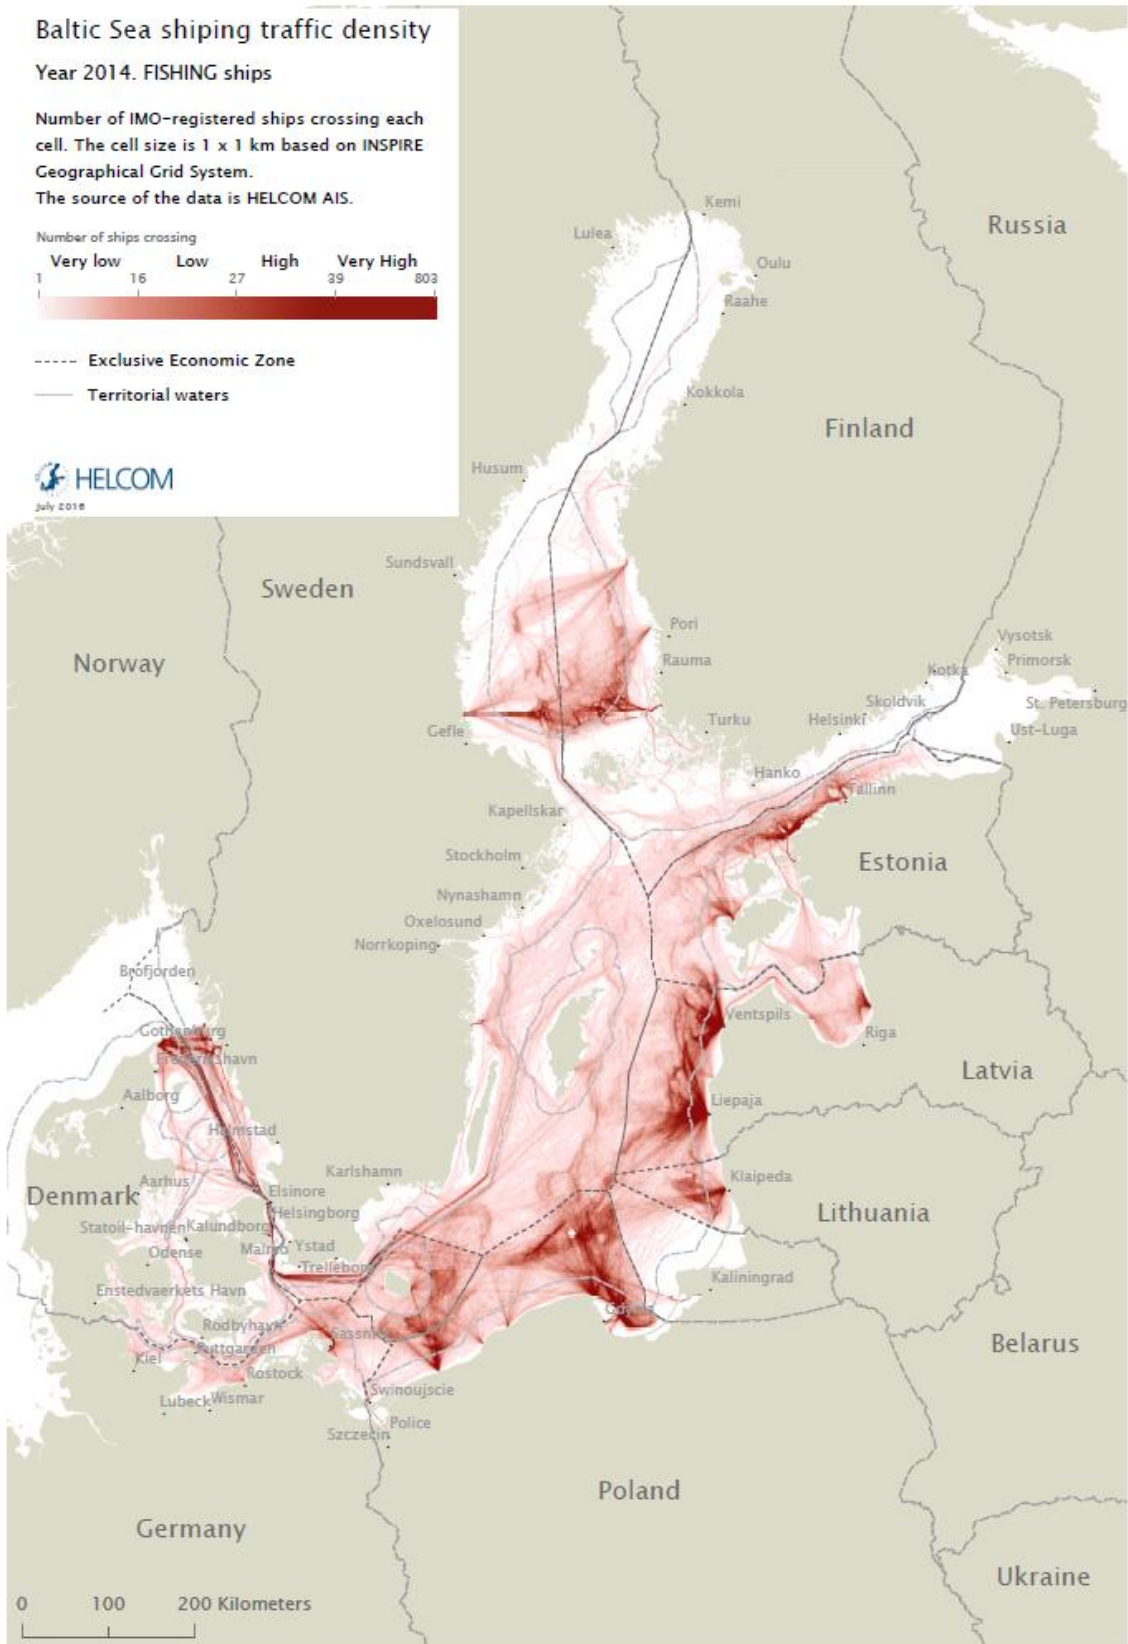 Baltic Sea shiping traffic density
Year 2014. FISHING ships
Number of IMO-registered ships crossing each
cell. The cell size is 1 x 1 km based on INSPIRE
Geographical Grid System.
The source of the data is HELCOM AIS.
Number of ships crossing
Very low Low High Very High
1 16 27 39 803
Exclusive Economic Zone
Territorial waters
HELCOM
July 2016
Kemi
Russia
Lulea
Oulu
Raahe
Kokkola
Finland
Husum
Sundsvall
Sweden
Pori
Vysotsk
Norway
Rauma
Primorsk
Kotka
Skoldvik
St. Petersburg
Turku
Helsinki
Gefle
Ust-Luga
Hanko
Tallinn
Kapellskar
Stockholm
Estonia
Nynashamn
Oxelosund
Norrkoping
Brofjorden
Ventspils
Gothenburg
Riga
Frederikshavn
Latvia
Aalborg
Liepaja
Halmstad
Karlshamn
Klaipeda
Aarhus
Denmark
Elsinore
Helsingborg
Lithuania
Statoil-havnen
Kalundborg
Odense
Malmo
Ystad
Trelleborg
Kaliningrad
Enstedvaerkets Havn
Gdynia
Rodbyhavn
Sassnitz
Belarus
Puttgarden
Kiel
Rostock
Swinoujscie
Lubeck
Wismar
Police
Szczecin
Poland
Germany
Ukraine
0 100 200 Kilometers